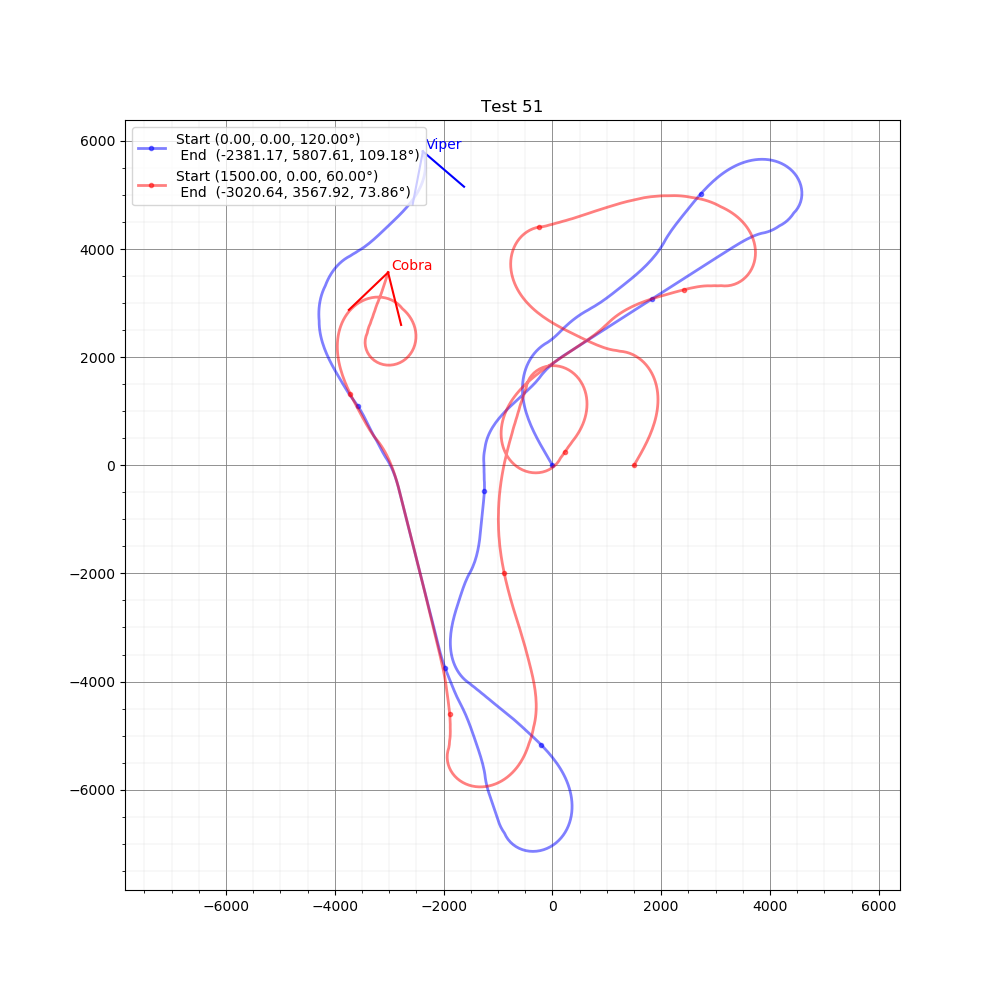 Test 51
Start (0.00, 0.00, 120.00°)
End  (-2381.17, 5807.61, 109.18°)
Start (1500.00, 0.00, 60.00°)
End  (-3020.64, 3567.92, 73.86°)
Viper
Cobra
6000
4000
2000
0
−2000
−4000
−6000
−6000 −4000 −2000 0 2000 4000 6000